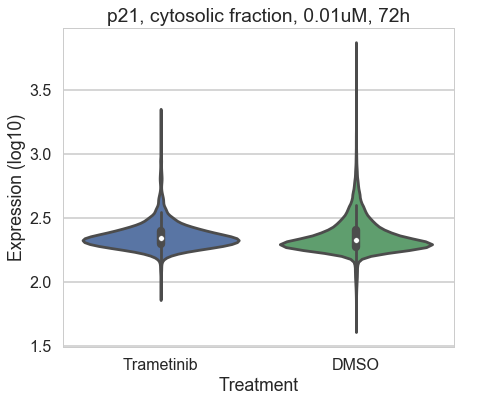 p21, cytosolic fraction, 0.01uM, 72h
Expression (log10)
3.5
3.0
2.5
2.0
1.5
Trametinib
DMSO
Treatment